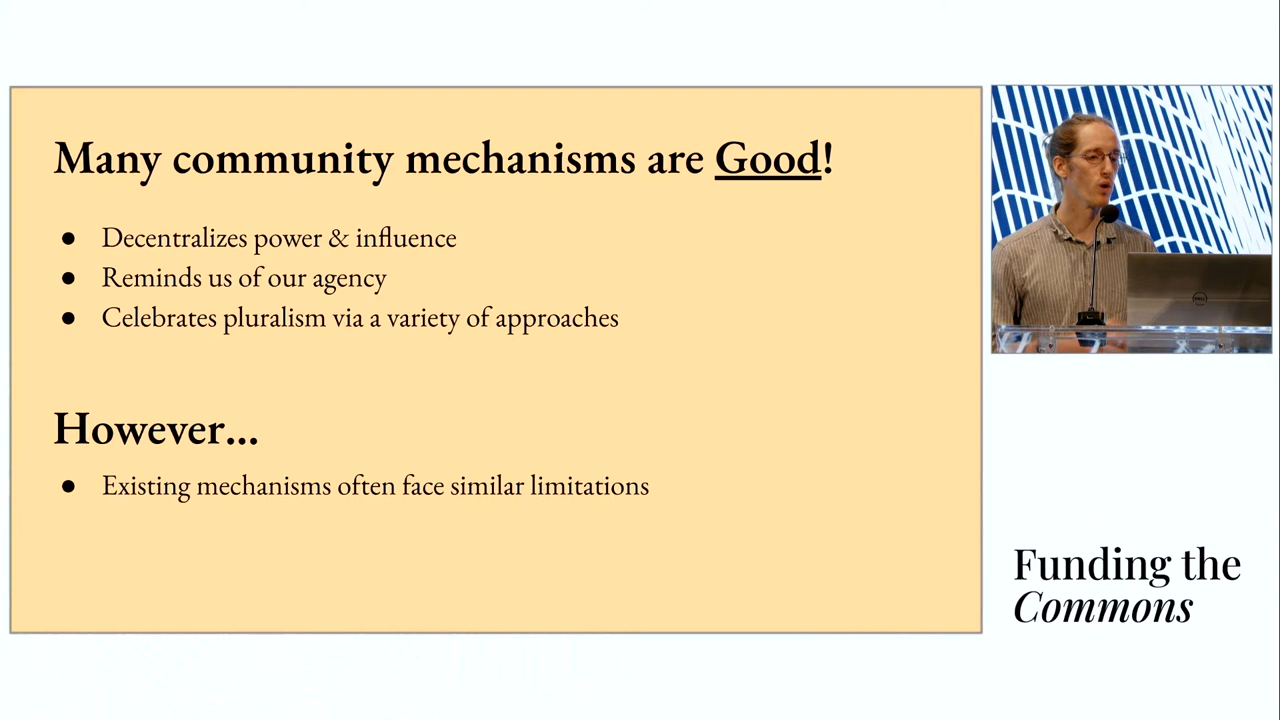 Many community mechanisms are Good!
● Decentralizes power & influence
● Reminds us of our agency
● Celebrates pluralism via a variety of approaches
However...
● Existing mechanisms often face similar limitations
DELL
Funding the
Commons